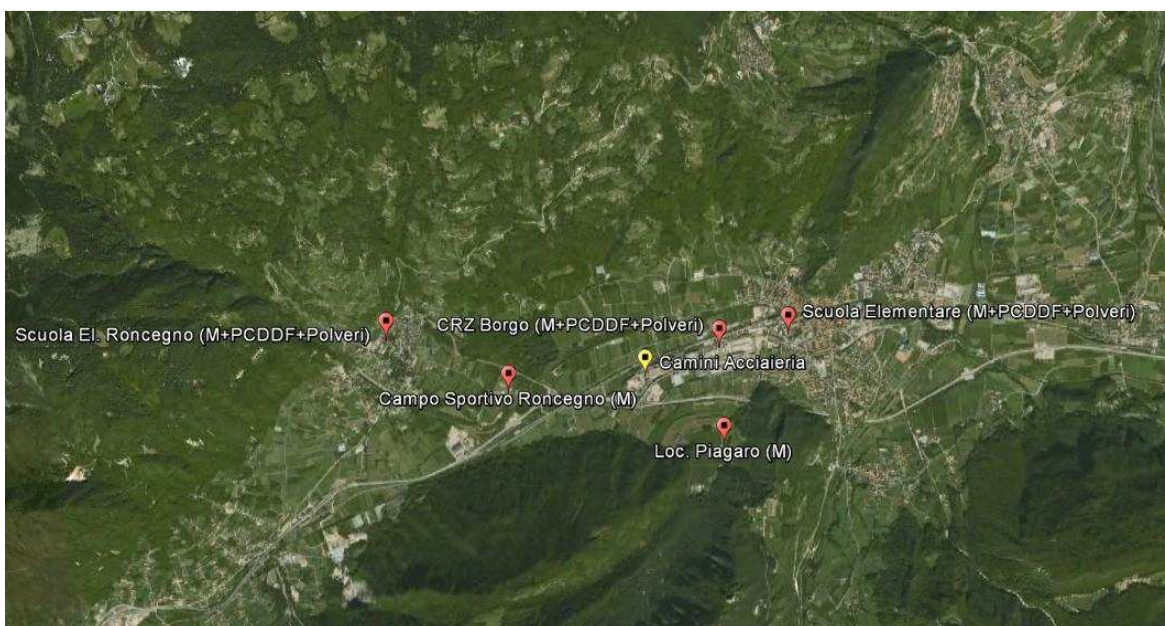 Scuola Elementare (M+PCDDF+Polveri)
CRZ Borgo (M+PCDDF+Polveri)
Scuola El. Roncegno (M+PCDDF+Polveri)
Camini Acciaieria
Campo Sportivo Roncegno (M)
Loc. Piagaro (M)